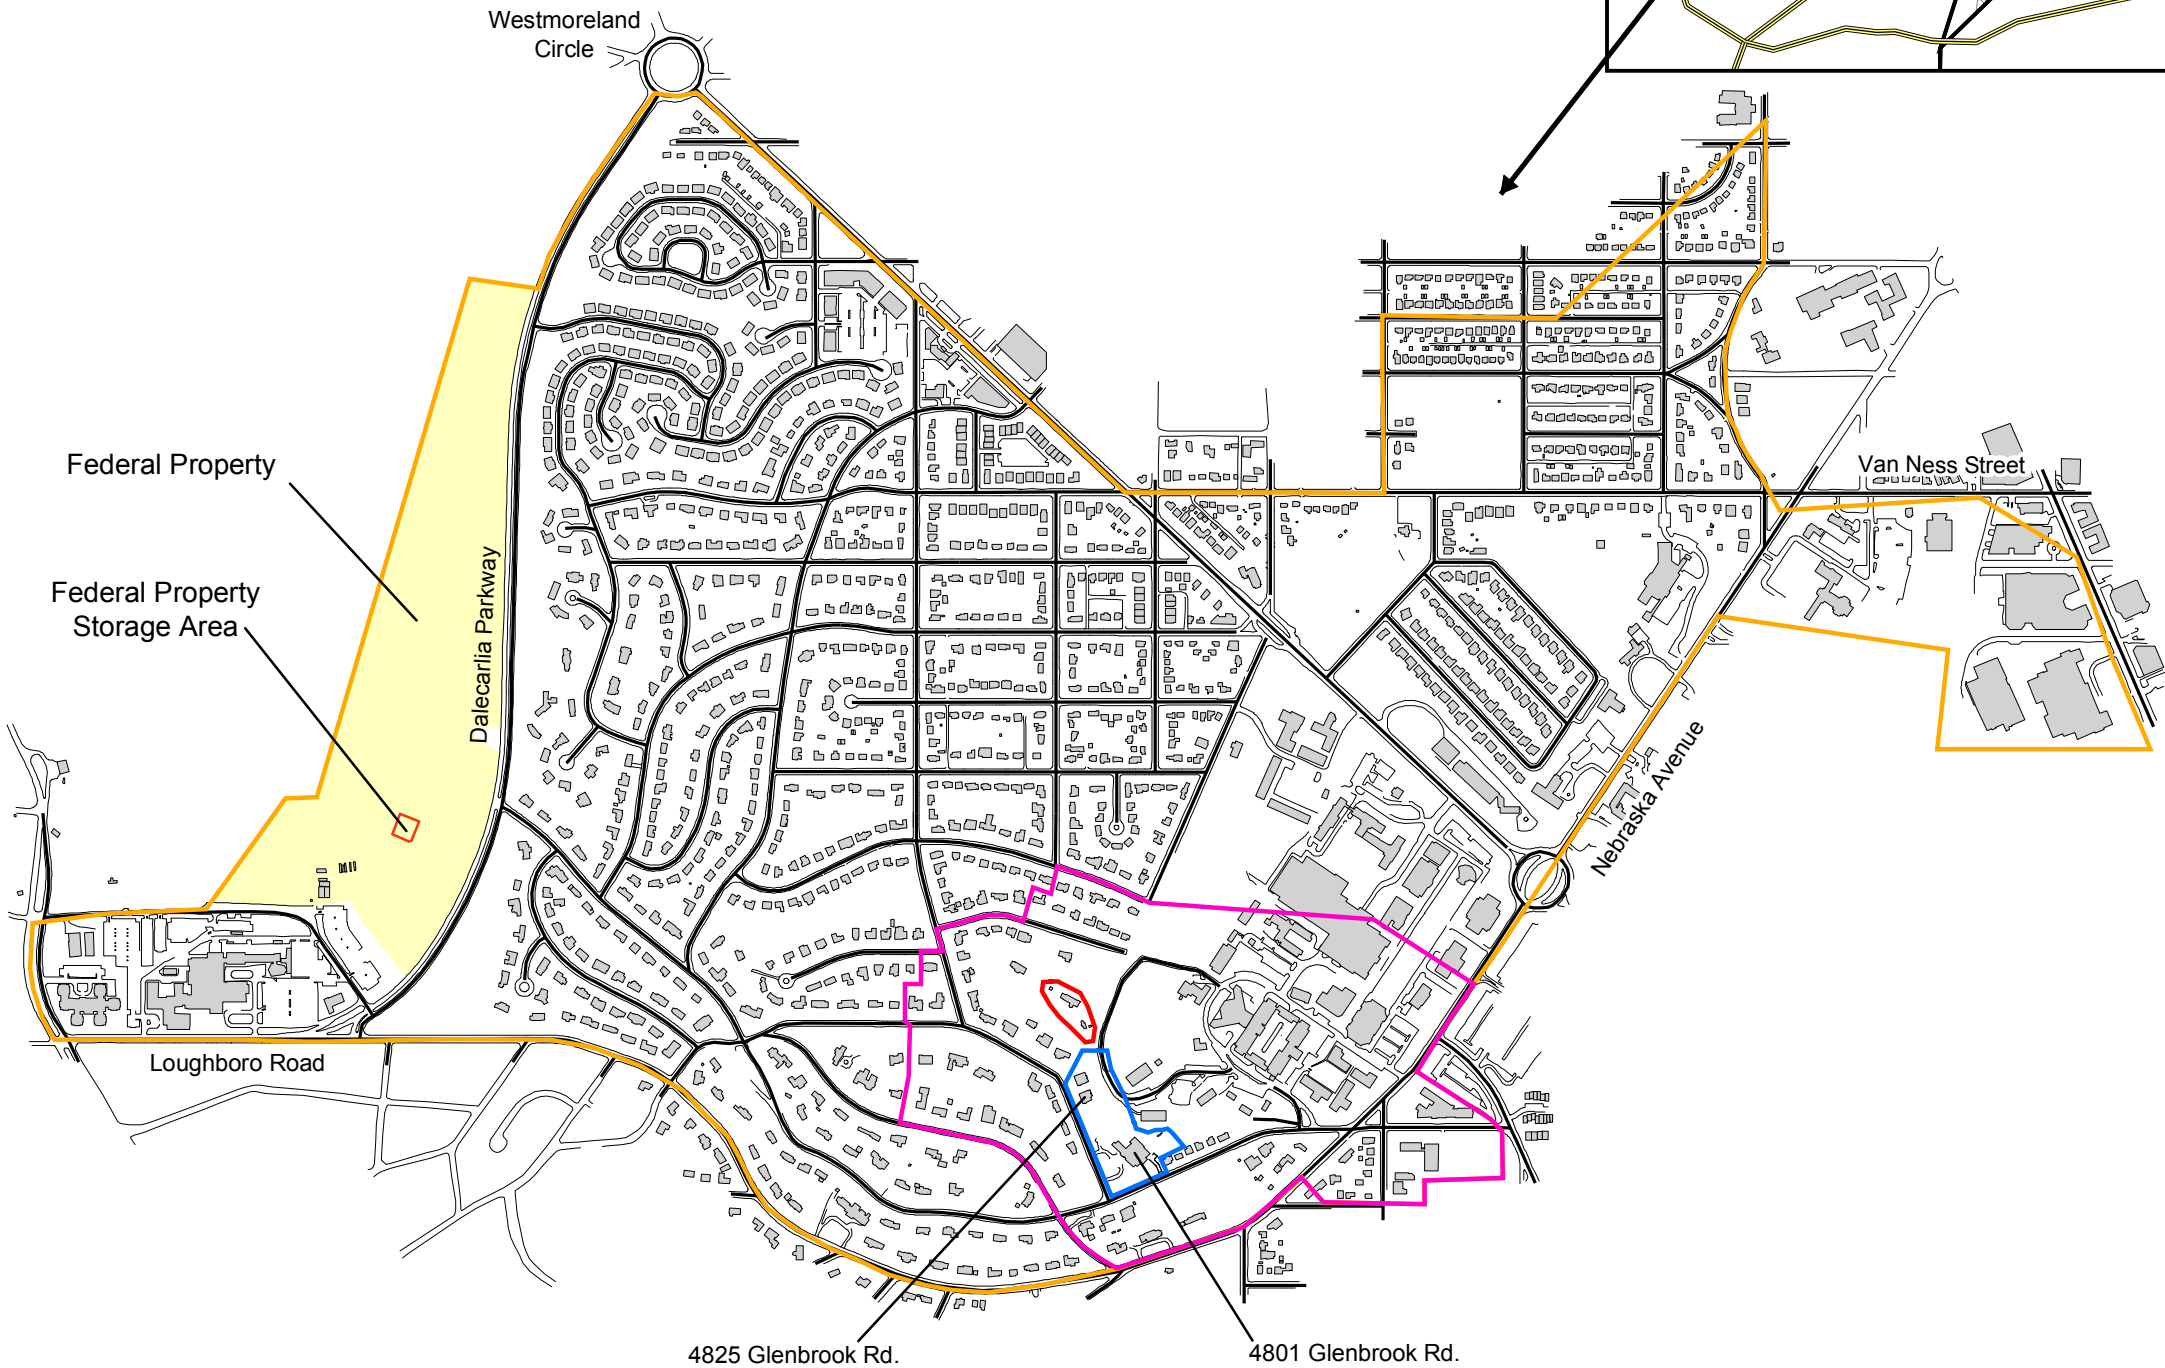 Westmoreland
Circle
Federal Property
Van Ness Street
Federal Property
Storage Area
Dalecarlia Parkway
Nebraska Avenue
Loughboro Road
4825 Glenbrook Rd.
4801 Glenbrook Rd.